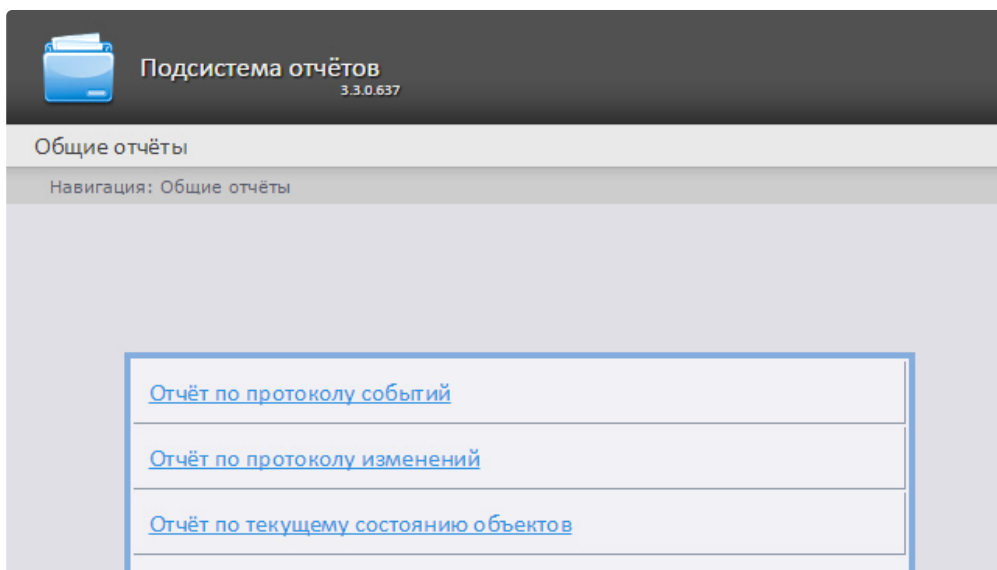 Подсистема отчётов
3.3.0.637
Общие отчёты
Навигация: Общие отчёты
Отчёт по протоколу событий
Отчёт по протоколу изменений
Отчёт по текущему состоянию объектов